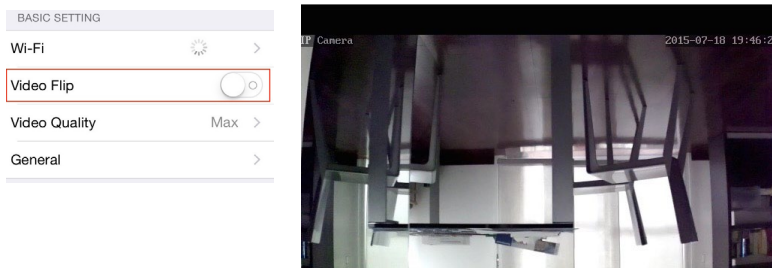 BASIC SETTING
Wi-Fi
Video Flip
Video Quality Max
General
IP Camera 2015-07-18 19:46:2